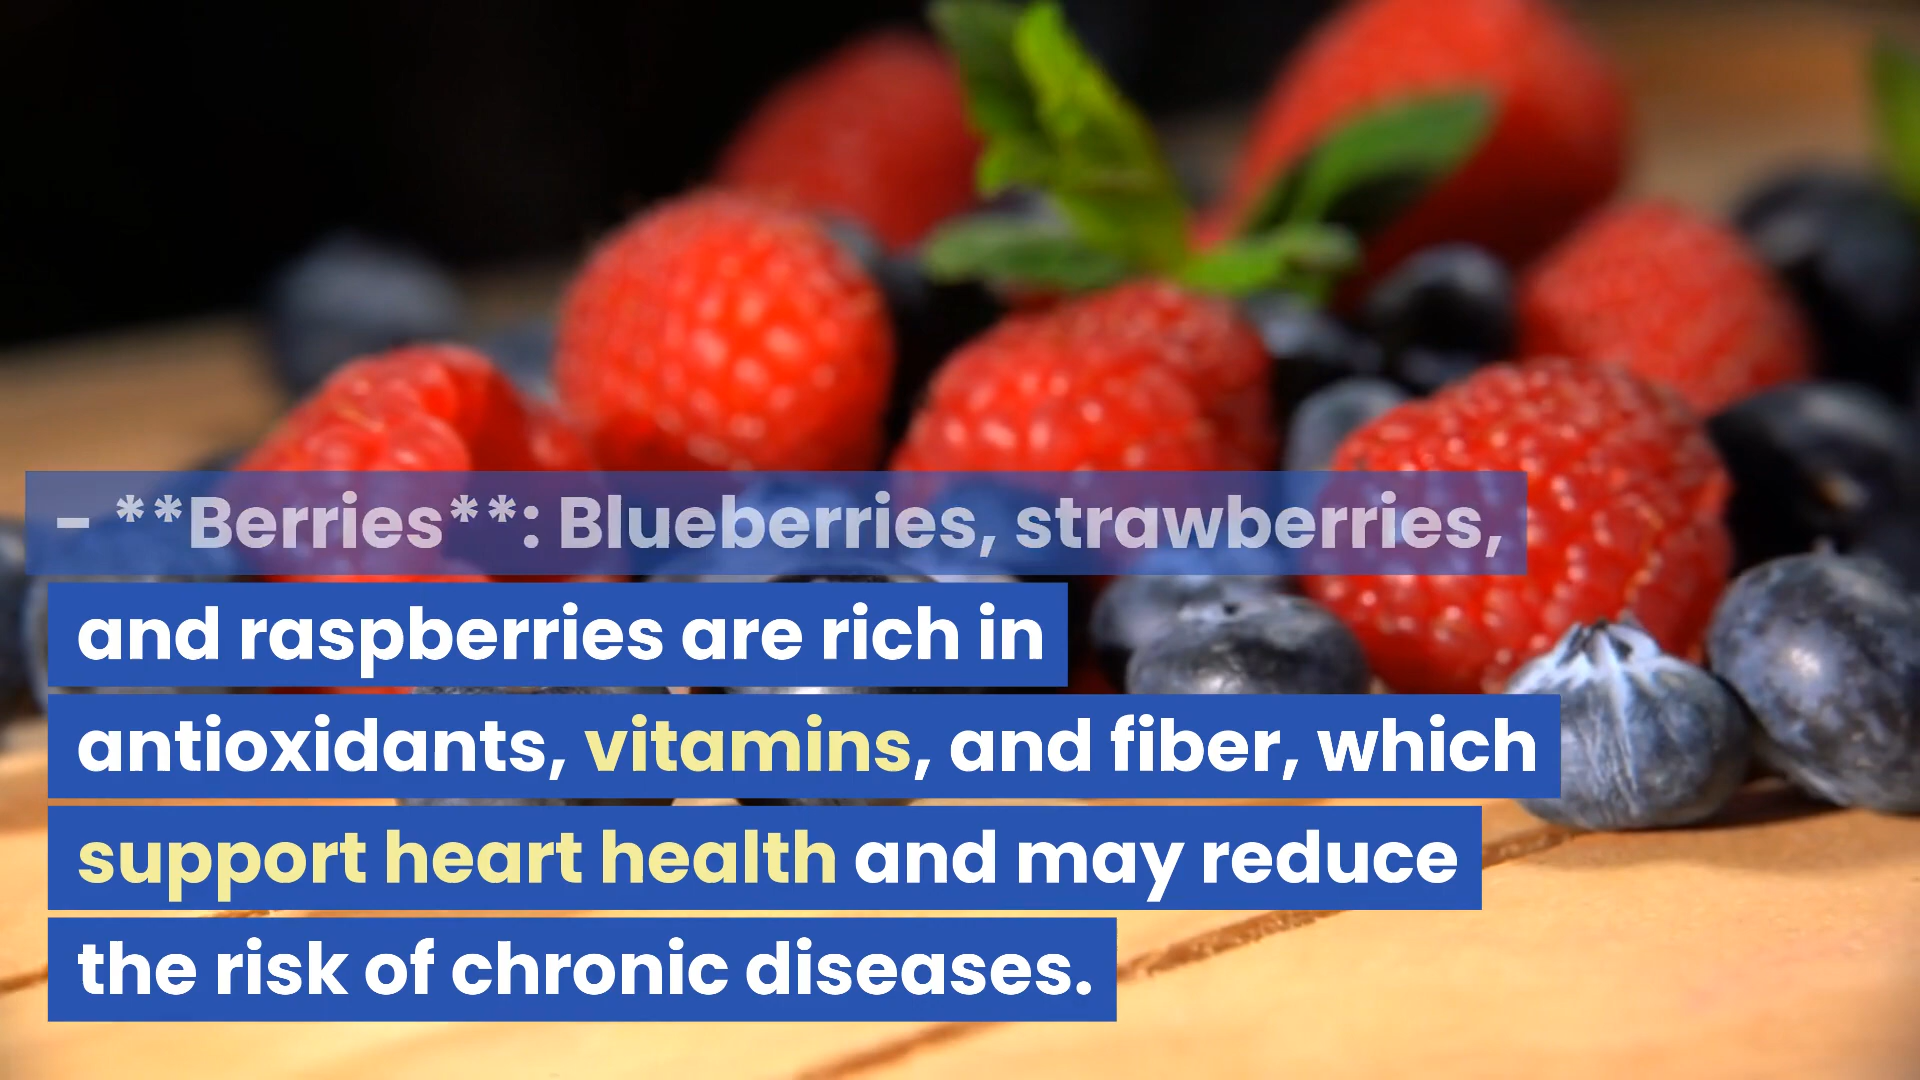 - **Berries**: Blueberries, strawberries,
and raspberries are rich in
antioxidants, vitamins, and fiber, which
support heart health and may reduce
the risk of chronic diseases.